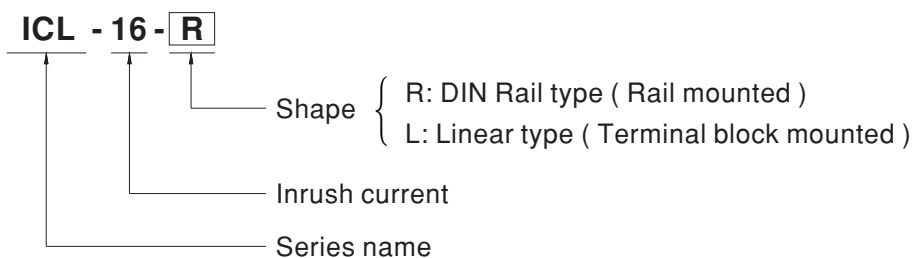 ICL - 16 - R
R: DIN Rail type ( Rail mounted )
Shape
L: Linear type ( Terminal block mounted )
Inrush current
Series name